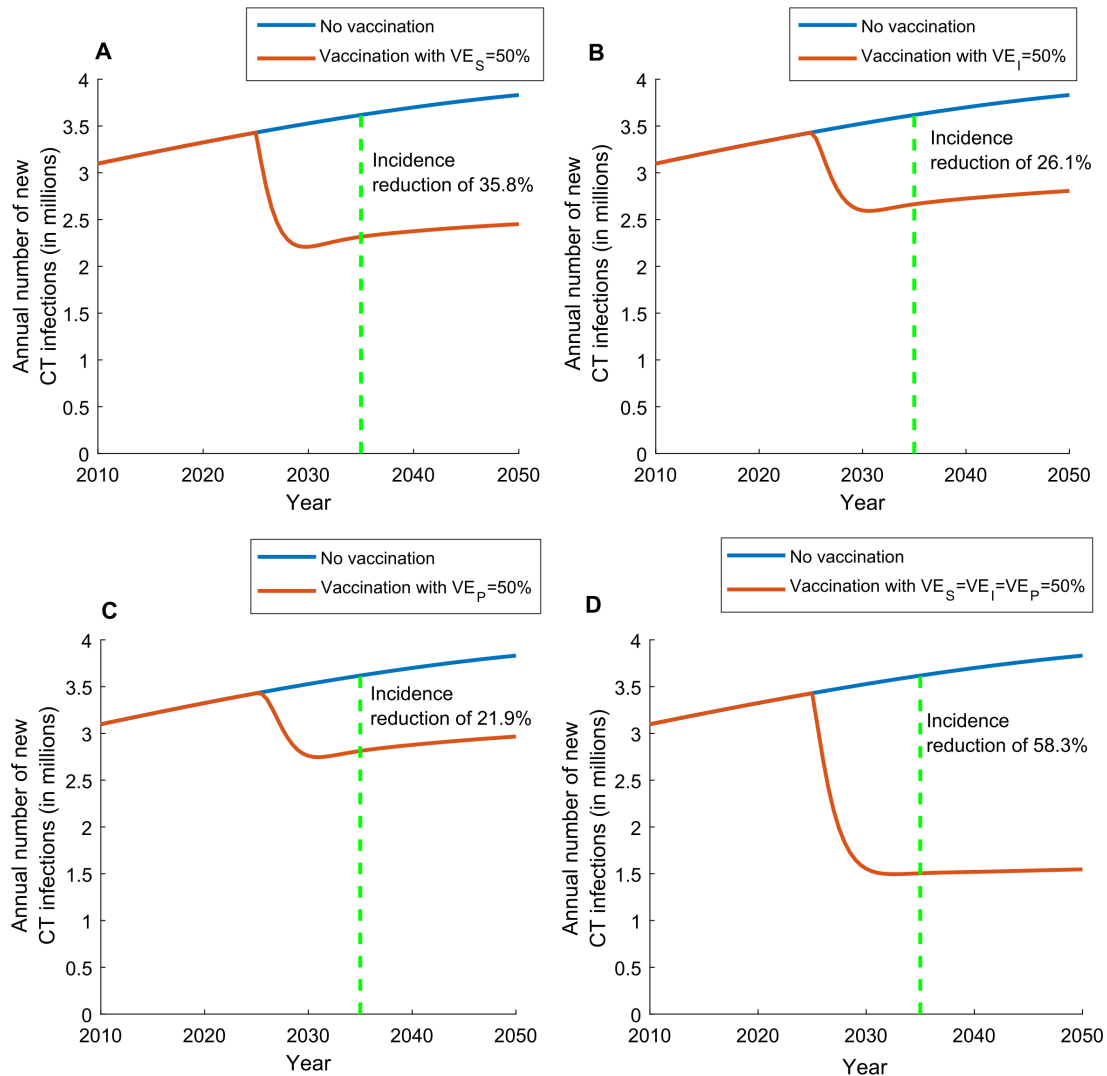 A
No vaccination
Vaccination with VE_S=50%
Annual number of new
CT infections (in millions)
4
3.5
3
2.5
2
1.5
1
0.5
0
Incidence
reduction of 35.8%
2010 2020 2030 2040 2050
Year
B
No vaccination
Vaccination with VE_I=50%
Annual number of new
CT infections (in millions)
4
3.5
3
2.5
2
1.5
1
0.5
0
Incidence
reduction of 26.1%
2010 2020 2030 2040 2050
Year
C
No vaccination
Vaccination with VE_P=50%
Annual number of new
CT infections (in millions)
4
3.5
3
2.5
2
1.5
1
0.5
0
Incidence
reduction of 21.9%
2010 2020 2030 2040 2050
Year
D
No vaccination
Vaccination with VE_S=VE_I=VE_P=50%
Annual number of new
CT infections (in millions)
4
3.5
3
2.5
2
1.5
1
0.5
0
Incidence
reduction of 58.3%
2010 2020 2030 2040 2050
Year